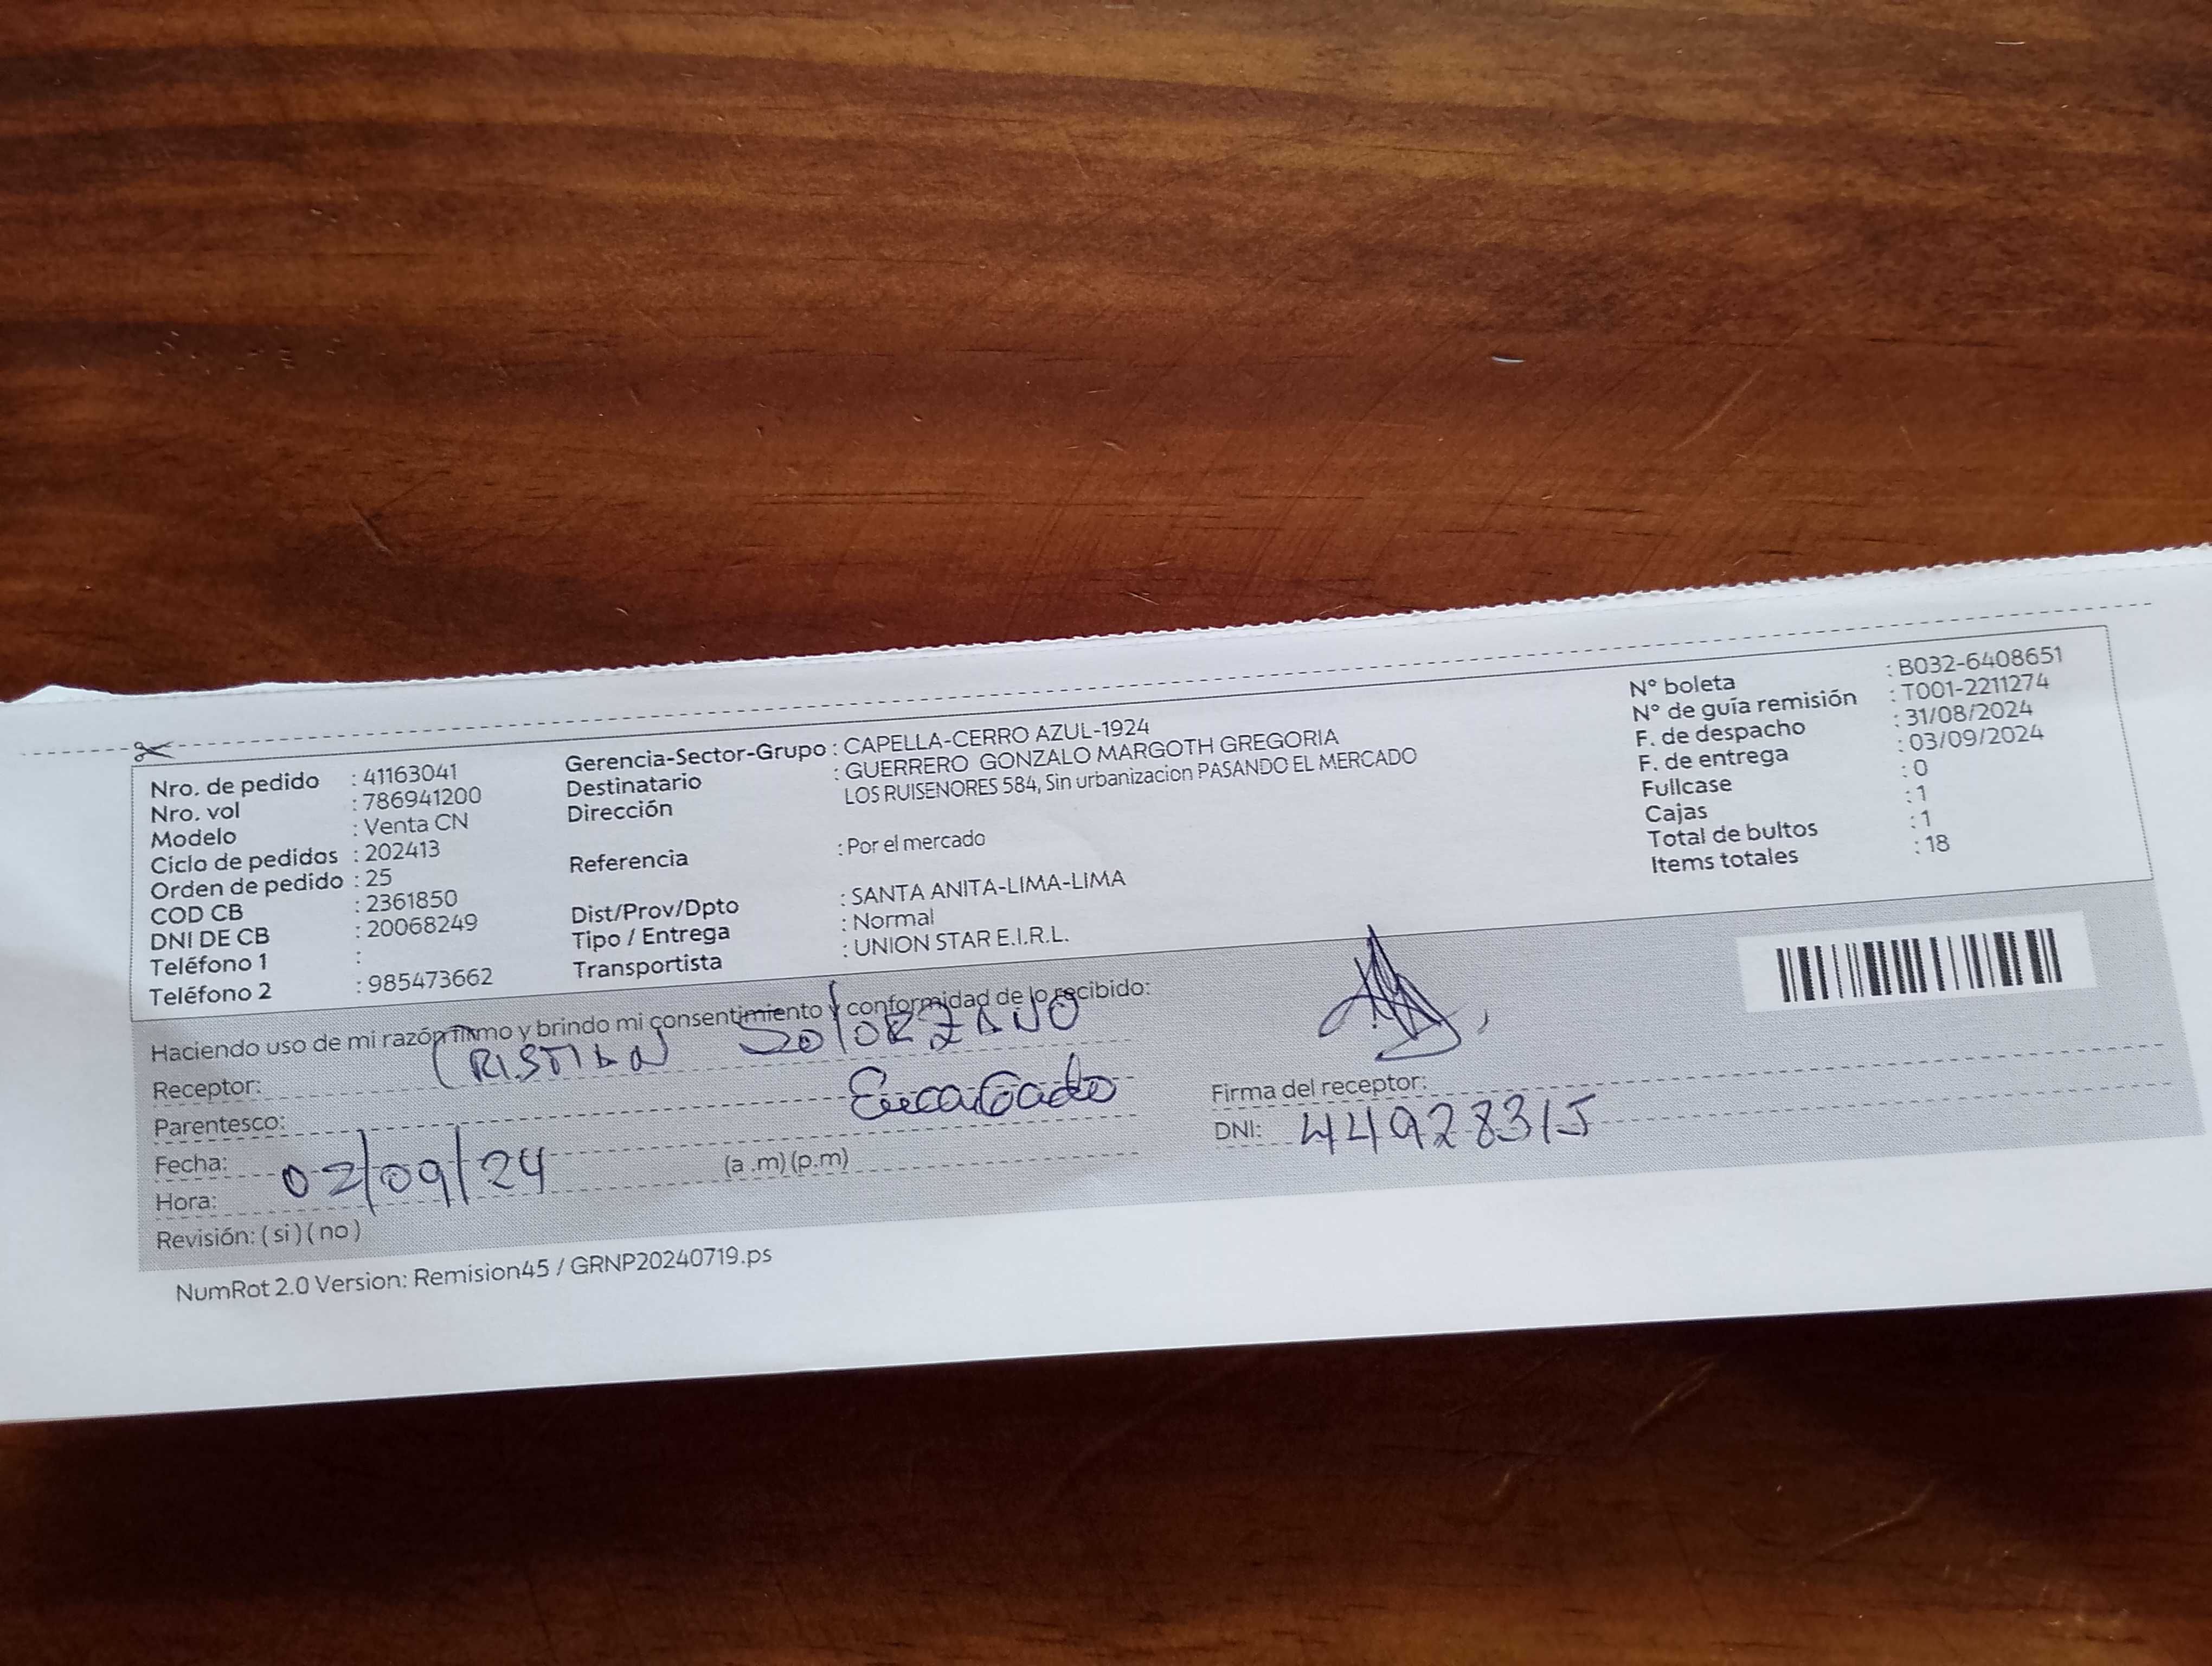 Nro. de pedido : 41163041
Nro. vol : 786941200
Modelo : Venta CN
Ciclo de pedidos : 202413
Orden de pedido : 25
COD CB : 2361850
DNI DE CB : 20068249
Teléfono 1 :
Teléfono 2 : 985473662
Gerencia-Sector-Grupo : CAPELLA-CERRO AZUL-1924
Destinatario : GUERRERO GONZALO MARGOTH GREGORIA
Dirección LOS RUISENORES 584, Sin urbanizacion PASANDO EL MERCADO
Referencia : Por el mercado
Dist/Prov/Dpto : SANTA ANITA-LIMA-LIMA
Tipo / Entrega : Normal
Transportista : UNION STAR E.I.R.L.
N° boleta : B032-6408651
N° de guía remisión : T001-2211274
F. de despacho : 31/08/2024
F. de entrega : 03/09/2024
Fullcase : 0
Cajas : 1
Total de bultos : 1
Items totales : 18
Haciendo uso de mi razón firmo y brindo mi consentimiento y conformidad de lo recibido:
Receptor: CRISTIAN SOlORZANO
Parentesco: Encargado
Fecha: 02/09/24
Hora: (a .m) (p.m)
Revisión: ( si ) ( no )
Firma del receptor:
DNI: 44928315
NumRot 2.0 Version: Remision45 / GRNP20240719.ps